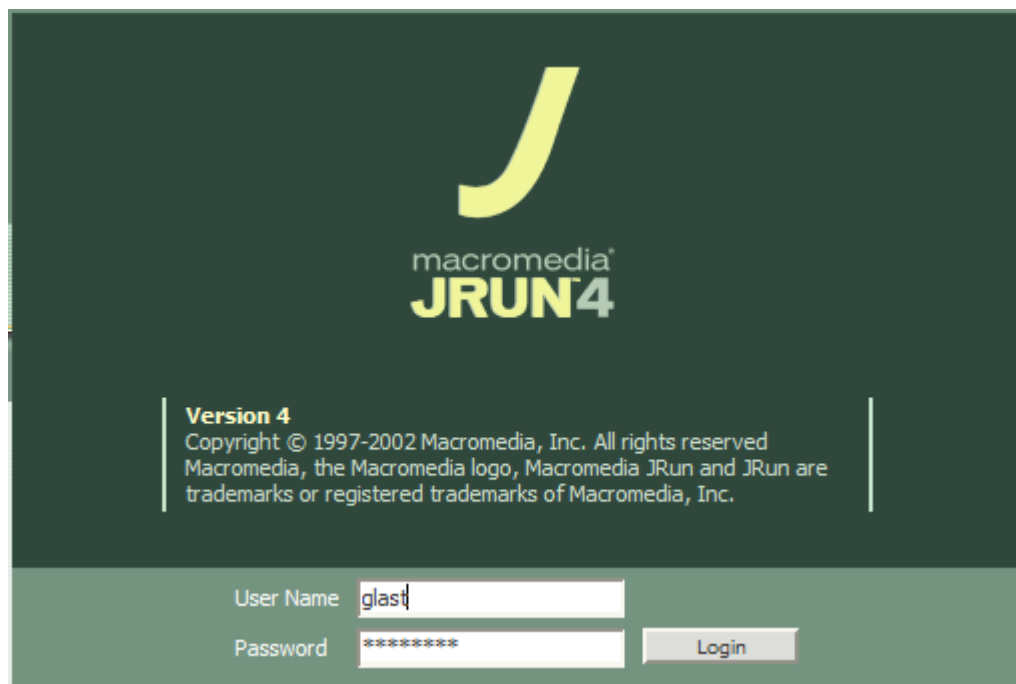 J
macromedia®
JRUN™4
Version 4
Copyright © 1997-2002 Macromedia, Inc. All rights reserved
Macromedia, the Macromedia logo, Macromedia JRun and JRun are
trademarks or registered trademarks of Macromedia, Inc.
User Name glast
Password ******** Login